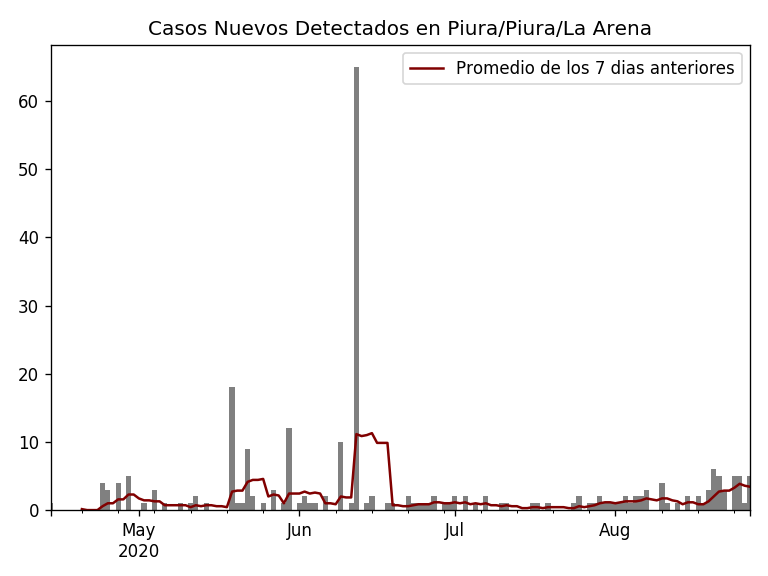 Casos Nuevos Detectados en Piura/Piura/La Arena
Promedio de los 7 dias anteriores
60
50
40
30
20
10
0
May
2020
Jun
Jul
Aug